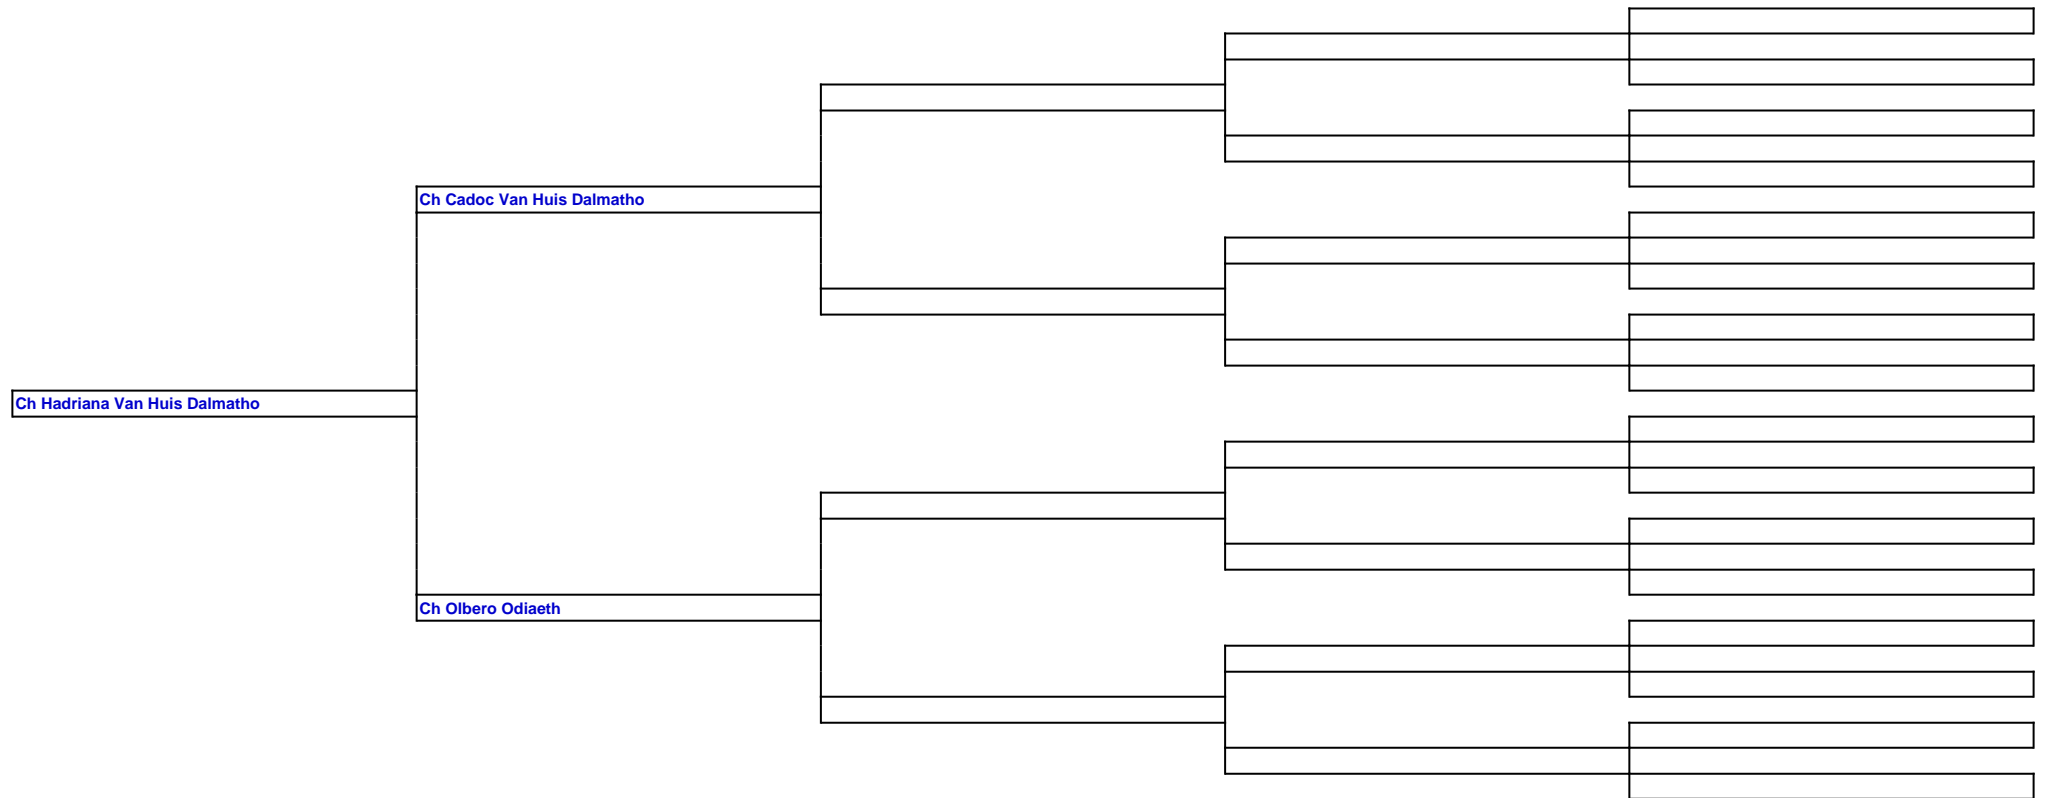 Ch Cadoc Van Huis Dalmatho
Ch Hadriana Van Huis Dalmatho
Ch Olbero Odiaeth